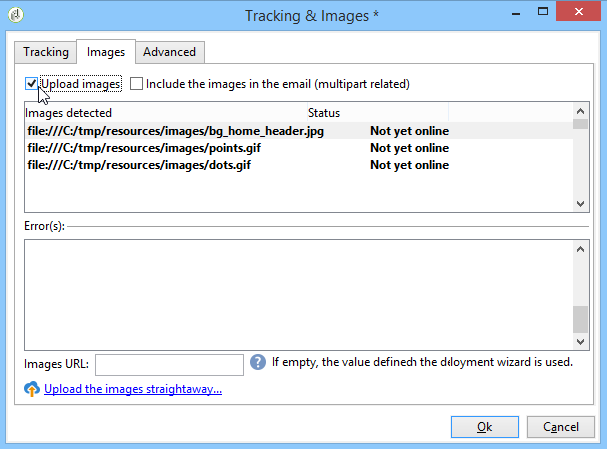 Tracking & Images *
Tracking Images Advanced
Upload images Include the images in the email (multipart related)
Images detected Status
file:///C:/tmp/resources/images/bg_home_header.jpg Not yet online
file:///C:/tmp/resources/images/points.gif Not yet online
file:///C:/tmp/resources/images/dots.gif Not yet online
Error(s):
Images URL: ? If empty, the value definedh the dɛloyment wizard is used.
Upload the images straightaway...
Ok Cancel